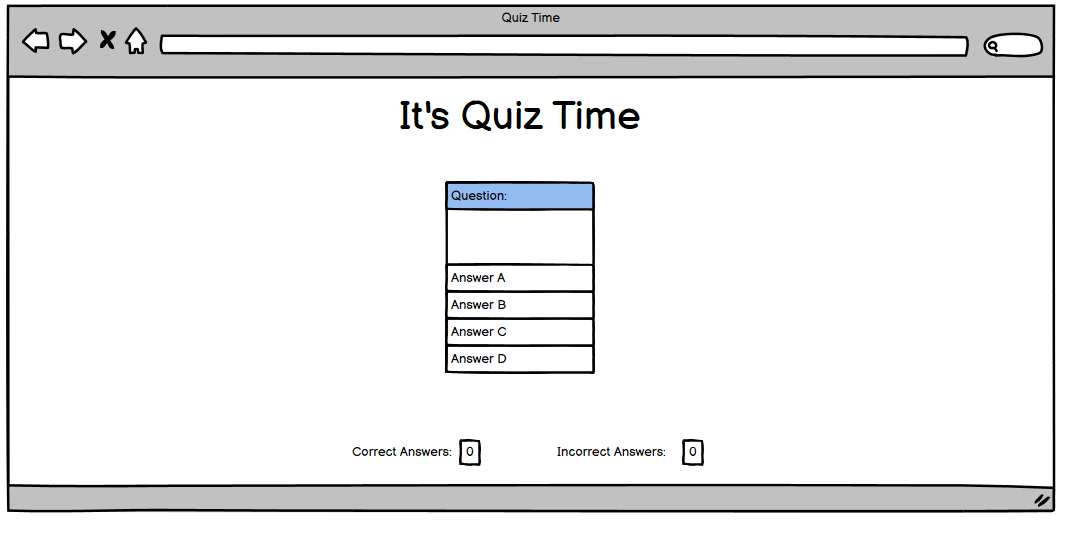 Quiz Time
It's Quiz Time
Question:
Answer A
Answer B
Answer C
Answer D
Correct Answers: 0 Incorrect Answers: 0